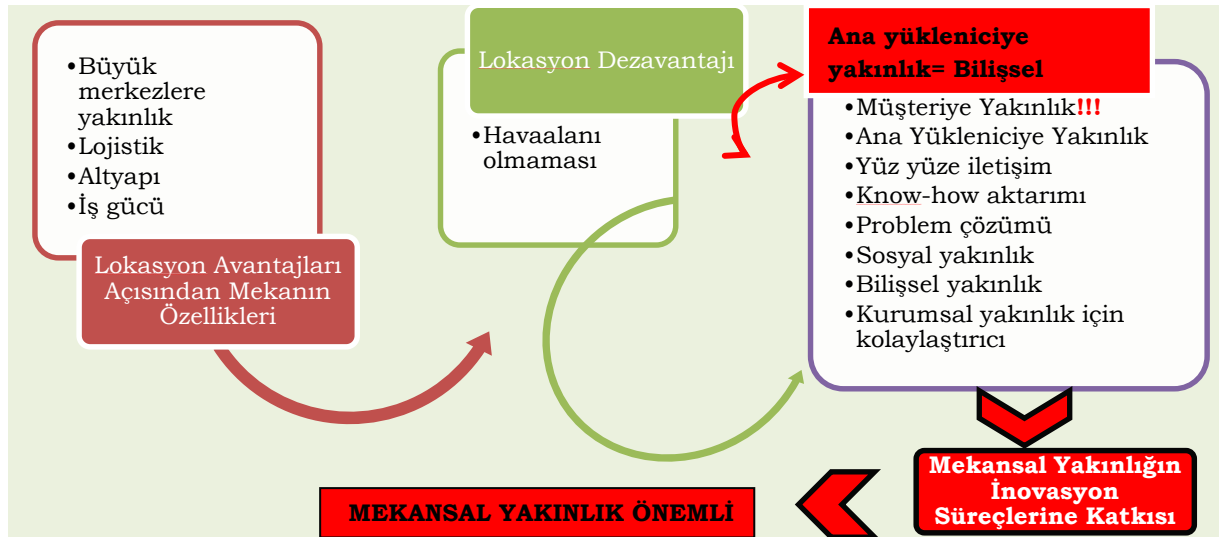 •Büyük
merkezlere
yakınlık
•Lojistik
•Altyapı
•İş gücü
Lokasyon Avantajları
Açısından Mekanın
Özellikleri
Lokasyon Dezavantajı
•Havaalanı
olmaması
Ana yükleniciye
yakınlık= Bilişsel
•Müşteriye Yakınlık!!!
•Ana Yükleniciye Yakınlık
•Yüz yüze iletişim
•Know-how aktarımı
•Problem çözümü
•Sosyal yakınlık
•Bilişsel yakınlık
•Kurumsal yakınlık için
kolaylaştırıcı
Mekansal Yakınlığın
İnovasyon
Süreçlerine Katkısı
MEKANSAL YAKINLIK ÖNEMLİ